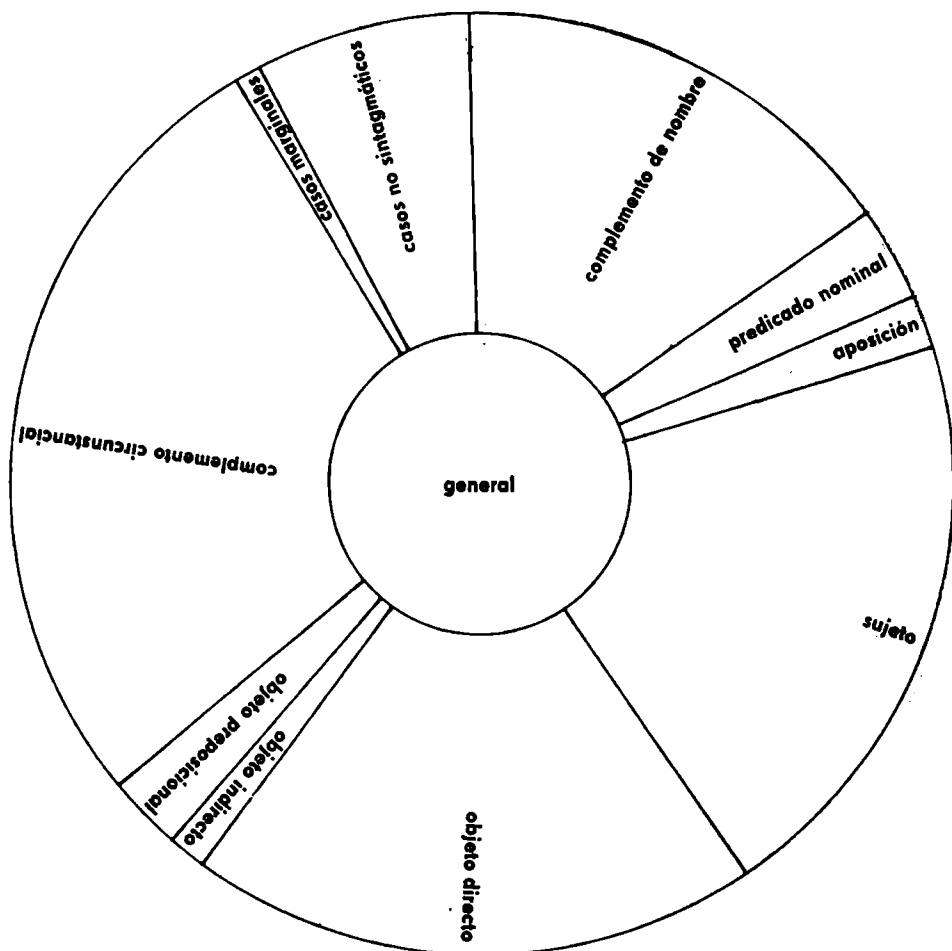 complemento de nombre
predicado nominal
aposición
sujeto
objeto directo
objeto indirecto
objeto preposicional
complemento circunstancial
casos marginales
casos no sintagmáticos
general